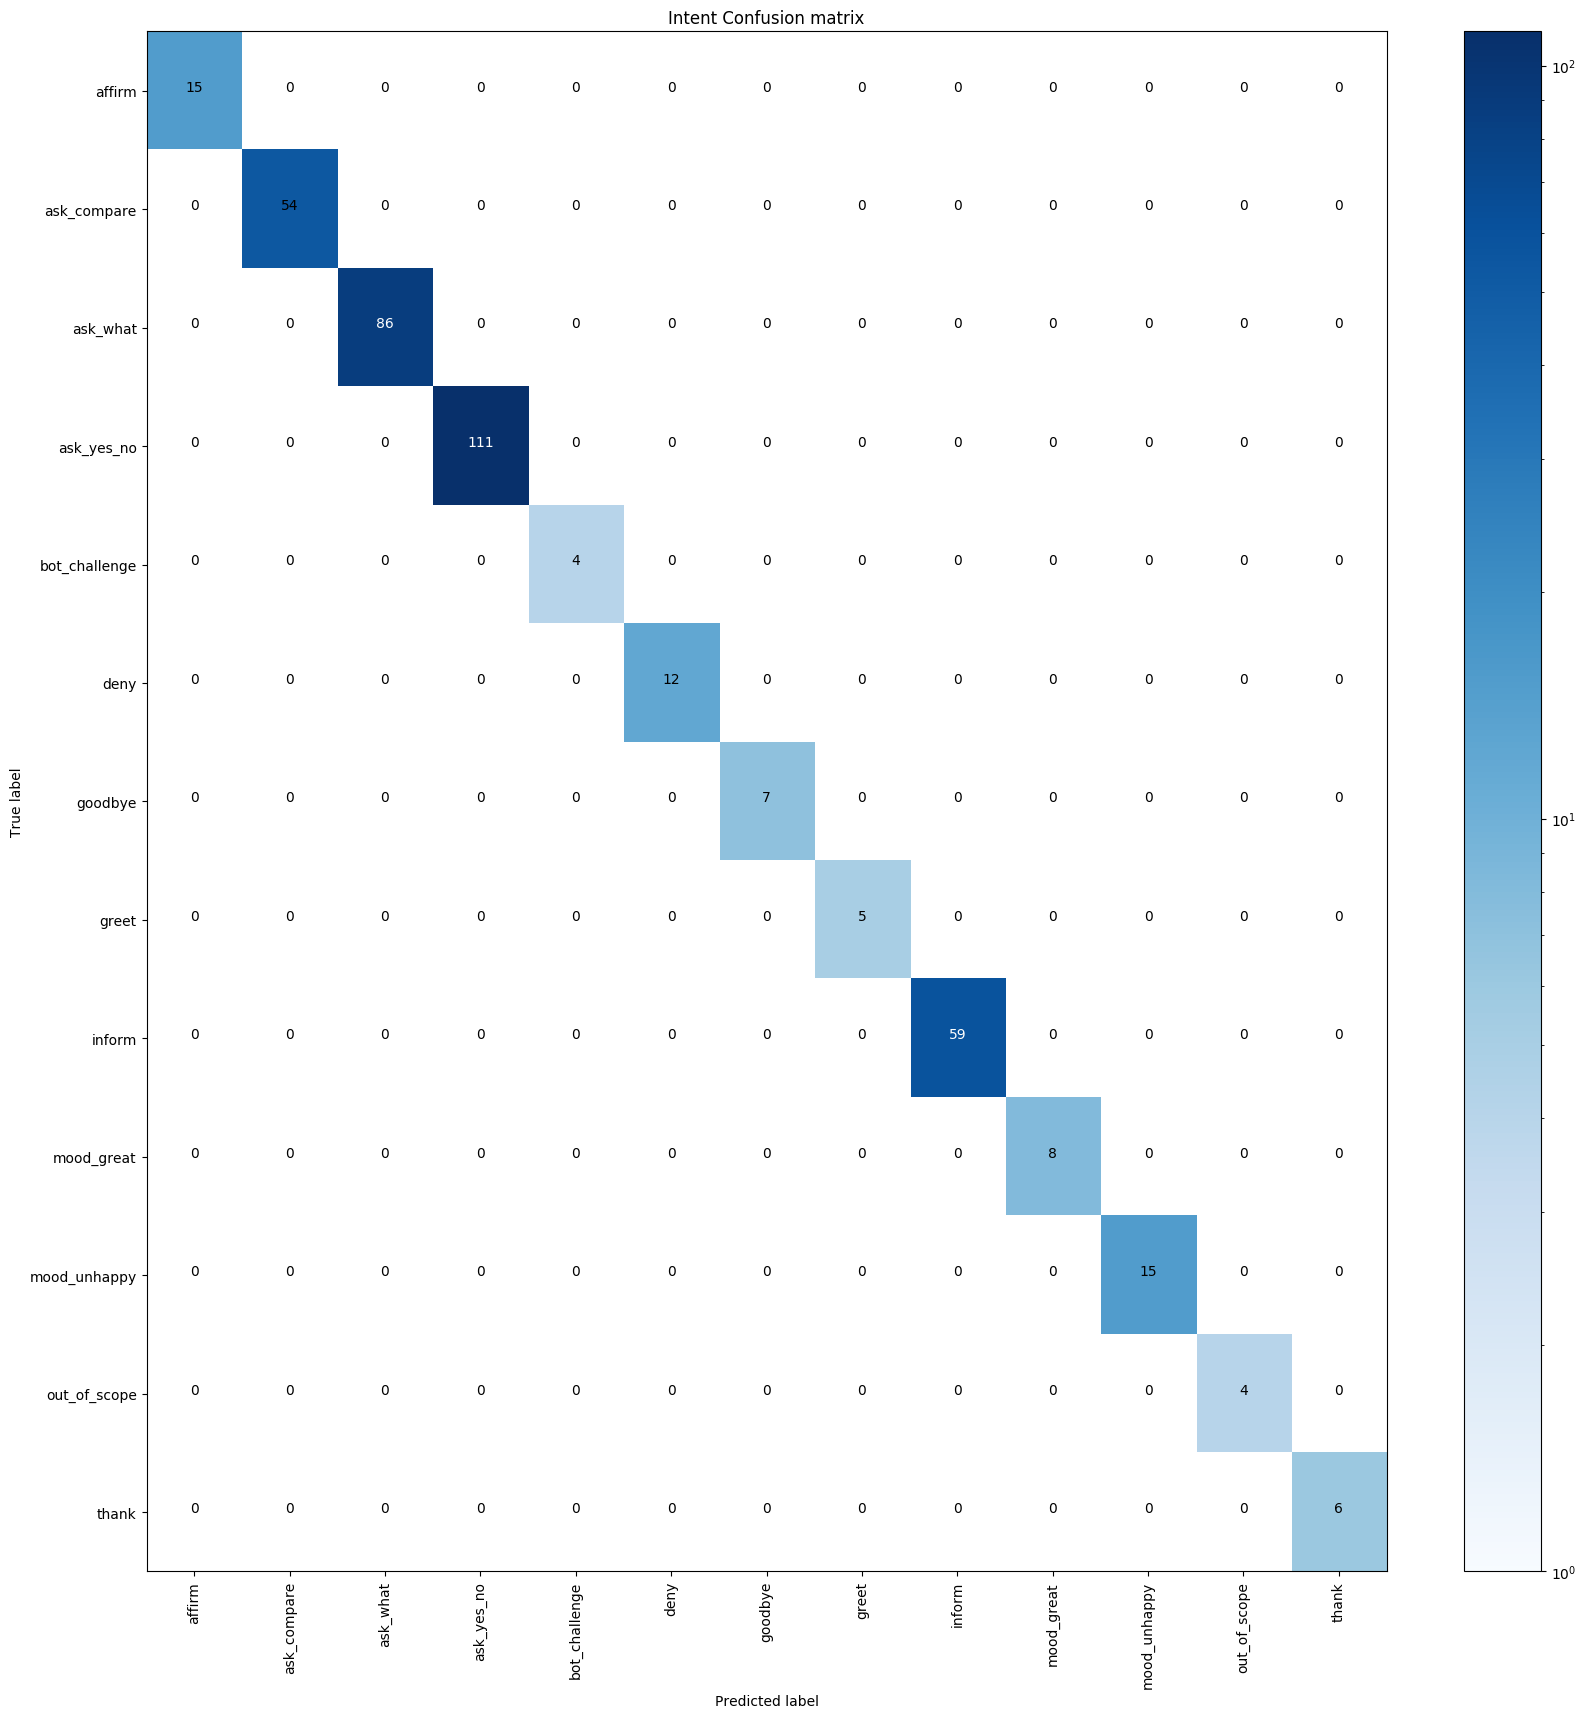 Intent Confusion matrix
affirm 15 0 0 0 0 0 0 0 0 0 0 0 0
ask_compare 0 54 0 0 0 0 0 0 0 0 0 0 0
ask_what 0 0 86 0 0 0 0 0 0 0 0 0 0
ask_yes_no 0 0 0 111 0 0 0 0 0 0 0 0 0
bot_challenge 0 0 0 0 4 0 0 0 0 0 0 0 0
deny 0 0 0 0 0 12 0 0 0 0 0 0 0
goodbye 0 0 0 0 0 0 7 0 0 0 0 0 0
greet 0 0 0 0 0 0 0 5 0 0 0 0 0
inform 0 0 0 0 0 0 0 0 59 0 0 0 0
mood_great 0 0 0 0 0 0 0 0 0 8 0 0 0
mood_unhappy 0 0 0 0 0 0 0 0 0 0 15 0 0
out_of_scope 0 0 0 0 0 0 0 0 0 0 0 4 0
thank 0 0 0 0 0 0 0 0 0 0 0 0 6
True label
affirm
ask_compare
ask_what
ask_yes_no
bot_challenge
deny
goodbye
greet
inform
mood_great
mood_unhappy
out_of_scope
thank
Predicted label
10²
10¹
10⁰